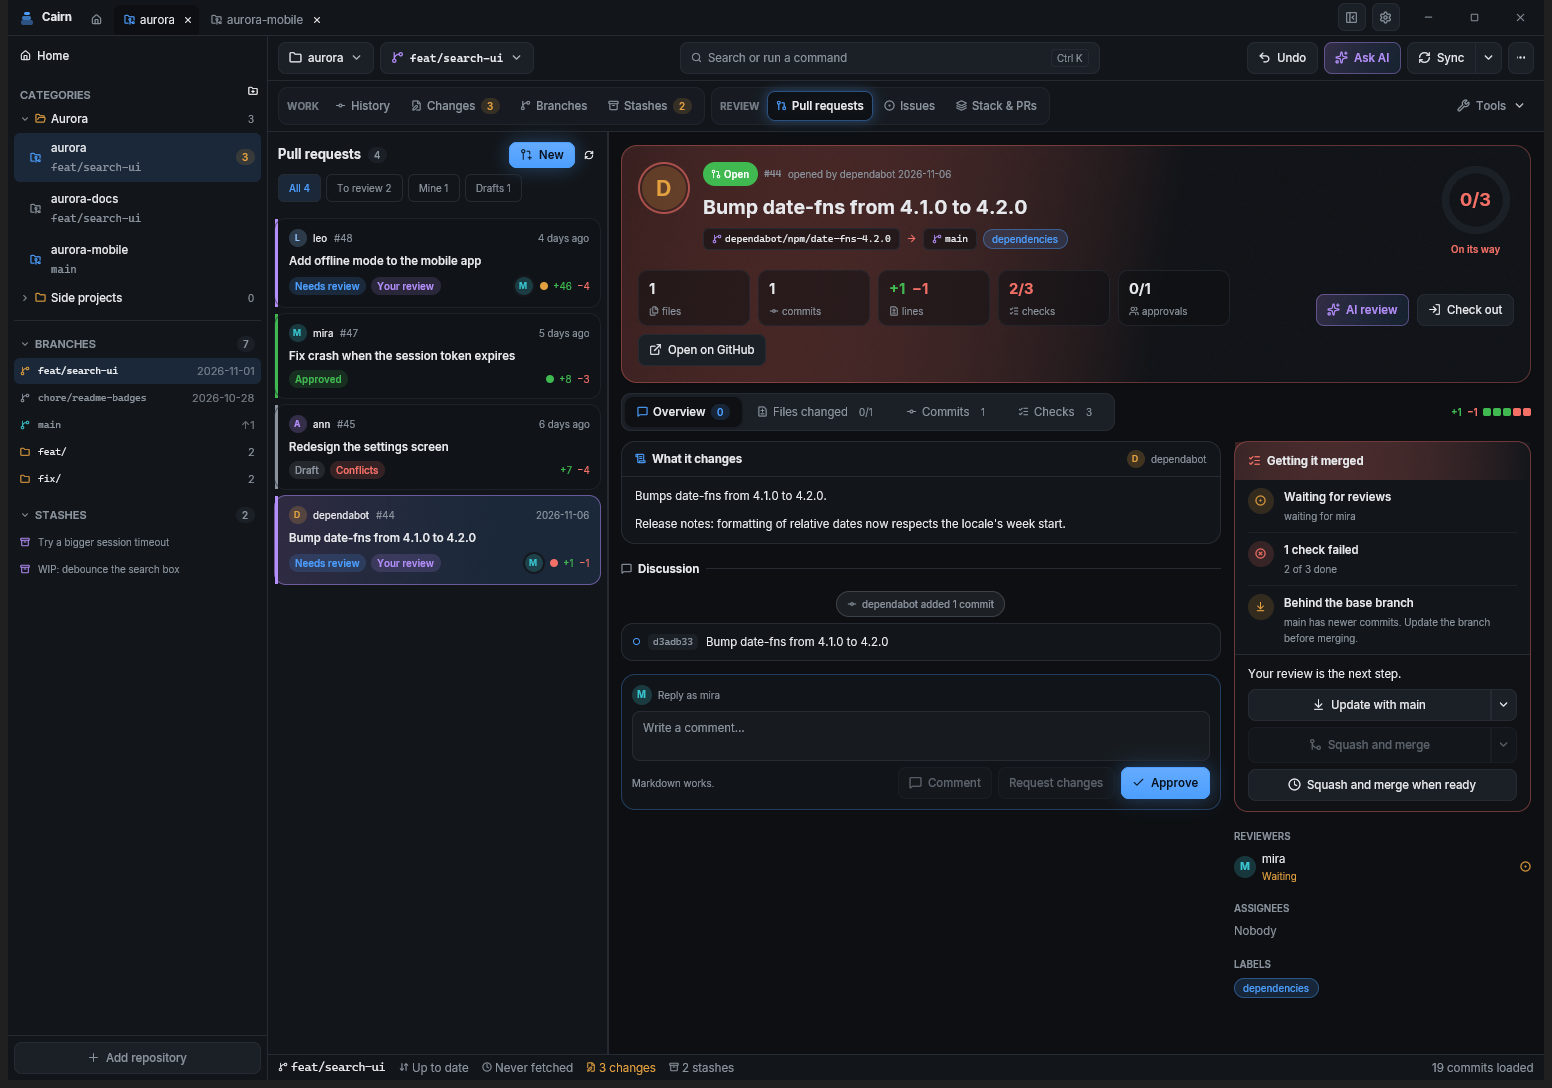 Cairn
aurora
aurora-mobile
Home
aurora
feat/search-ui
Search or run a command
Ctrl K
Undo
Ask AI
Sync
CATEGORIES
Aurora
3
aurora
feat/search-ui
3
aurora-docs
feat/search-ui
aurora-mobile
main
Side projects
0
BRANCHES
7
feat/search-ui
2026-11-01
chore/readme-badges
2026-10-28
main
↑1
feat/
2
fix/
2
STASHES
2
Try a bigger session timeout
WIP: debounce the search box
Add repository
WORK
History
Changes
3
Branches
Stashes
2
REVIEW
Pull requests
Issues
Stack & PRs
Tools
Pull requests
4
New
All 4
To review 2
Mine 1
Drafts 1
L
leo
#48
4 days ago
Add offline mode to the mobile app
Needs review
Your review
M
+46 −4
M
mira
#47
5 days ago
Fix crash when the session token expires
Approved
+8 −3
A
ann
#45
6 days ago
Redesign the settings screen
Draft
Conflicts
+7 −4
D
dependabot
#44
2026-11-06
Bump date-fns from 4.1.0 to 4.2.0
Needs review
Your review
M
+1 −1
D
Open
#44
opened by dependabot 2026-11-06
Bump date-fns from 4.1.0 to 4.2.0
dependabot/npm/date-fns-4.2.0
main
dependencies
0/3
On its way
1
files
1
commits
+1 −1
lines
2/3
checks
0/1
approvals
AI review
Check out
Open on GitHub
Overview
0
Files changed
0/1
Commits
1
Checks
3
+1 −1
What it changes
D
dependabot
Bumps date-fns from 4.1.0 to 4.2.0.
Release notes: formatting of relative dates now respects the locale's week start.
Discussion
dependabot added 1 commit
d3adb33
Bump date-fns from 4.1.0 to 4.2.0
M
Reply as mira
Write a comment...
Markdown works.
Comment
Request changes
Approve
Getting it merged
Waiting for reviews
waiting for mira
1 check failed
2 of 3 done
Behind the base branch
main has newer commits. Update the branch
before merging.
Your review is the next step.
Update with main
Squash and merge
Squash and merge when ready
REVIEWERS
M
mira
Waiting
ASSIGNEES
Nobody
LABELS
dependencies
feat/search-ui
Up to date
Never fetched
3 changes
2 stashes
19 commits loaded